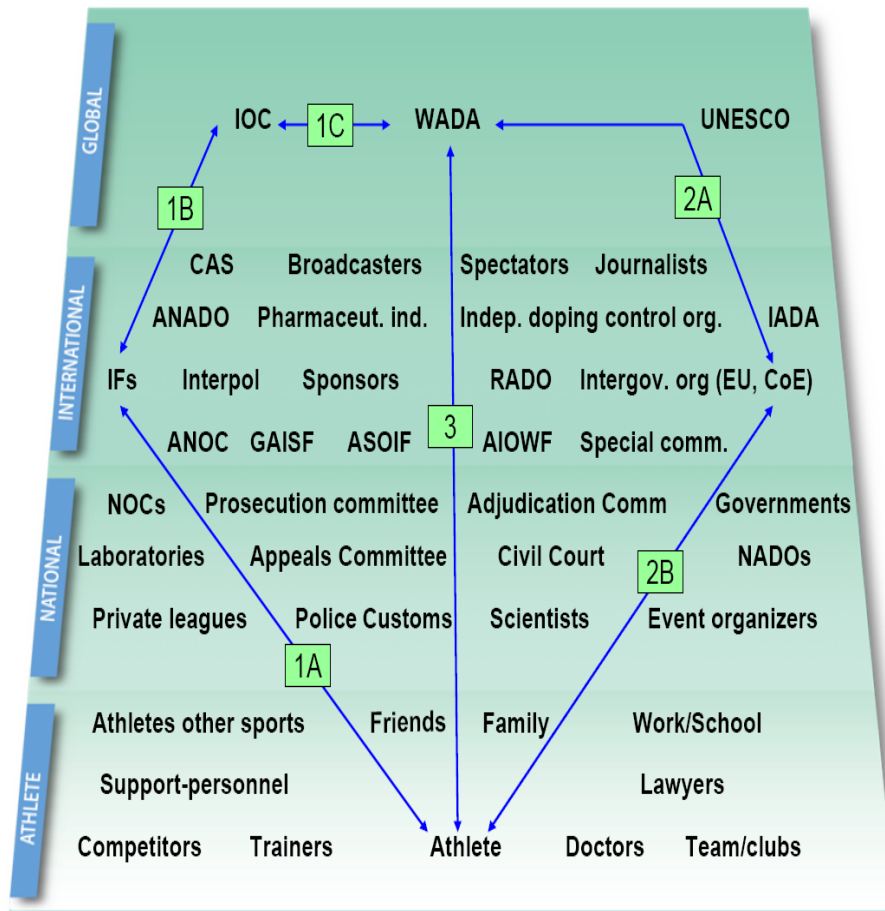 GLOBAL
IOC 1C WADA UNESCO
1B 2A
INTERNATIONAL
CAS Broadcasters Spectators Journalists
ANADO Pharmaceut. ind. Indep. doping control org. IADA
IFs Interpol Sponsors RADO Intergov. org (EU, CoE)
3
ANOC GAISF ASOIF AIOWF Special comm.
NATIONAL
NOCs Prosecution committee Adjudication Comm Governments
Laboratories Appeals Committee Civil Court NADOs
2B
Private leagues Police Customs Scientists Event organizers
1A
ATHLETE
Athletes other sports Friends Family Work/School
Support-personnel Lawyers
Competitors Trainers Athlete Doctors Team/clubs